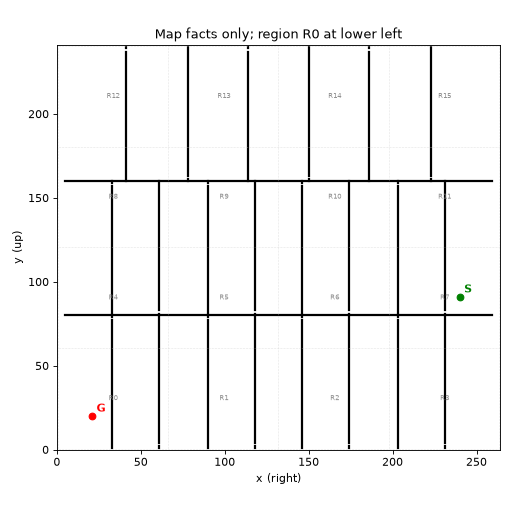 Map facts only; region R0 at lower left
R12 R13 R14 R15
R8 R9 R10 R11
R4 R5 R6 R7
S
R0 R1 R2 R3
G
200
150
100
50
0
0 50 100 150 200 250
x (right)
y (up)